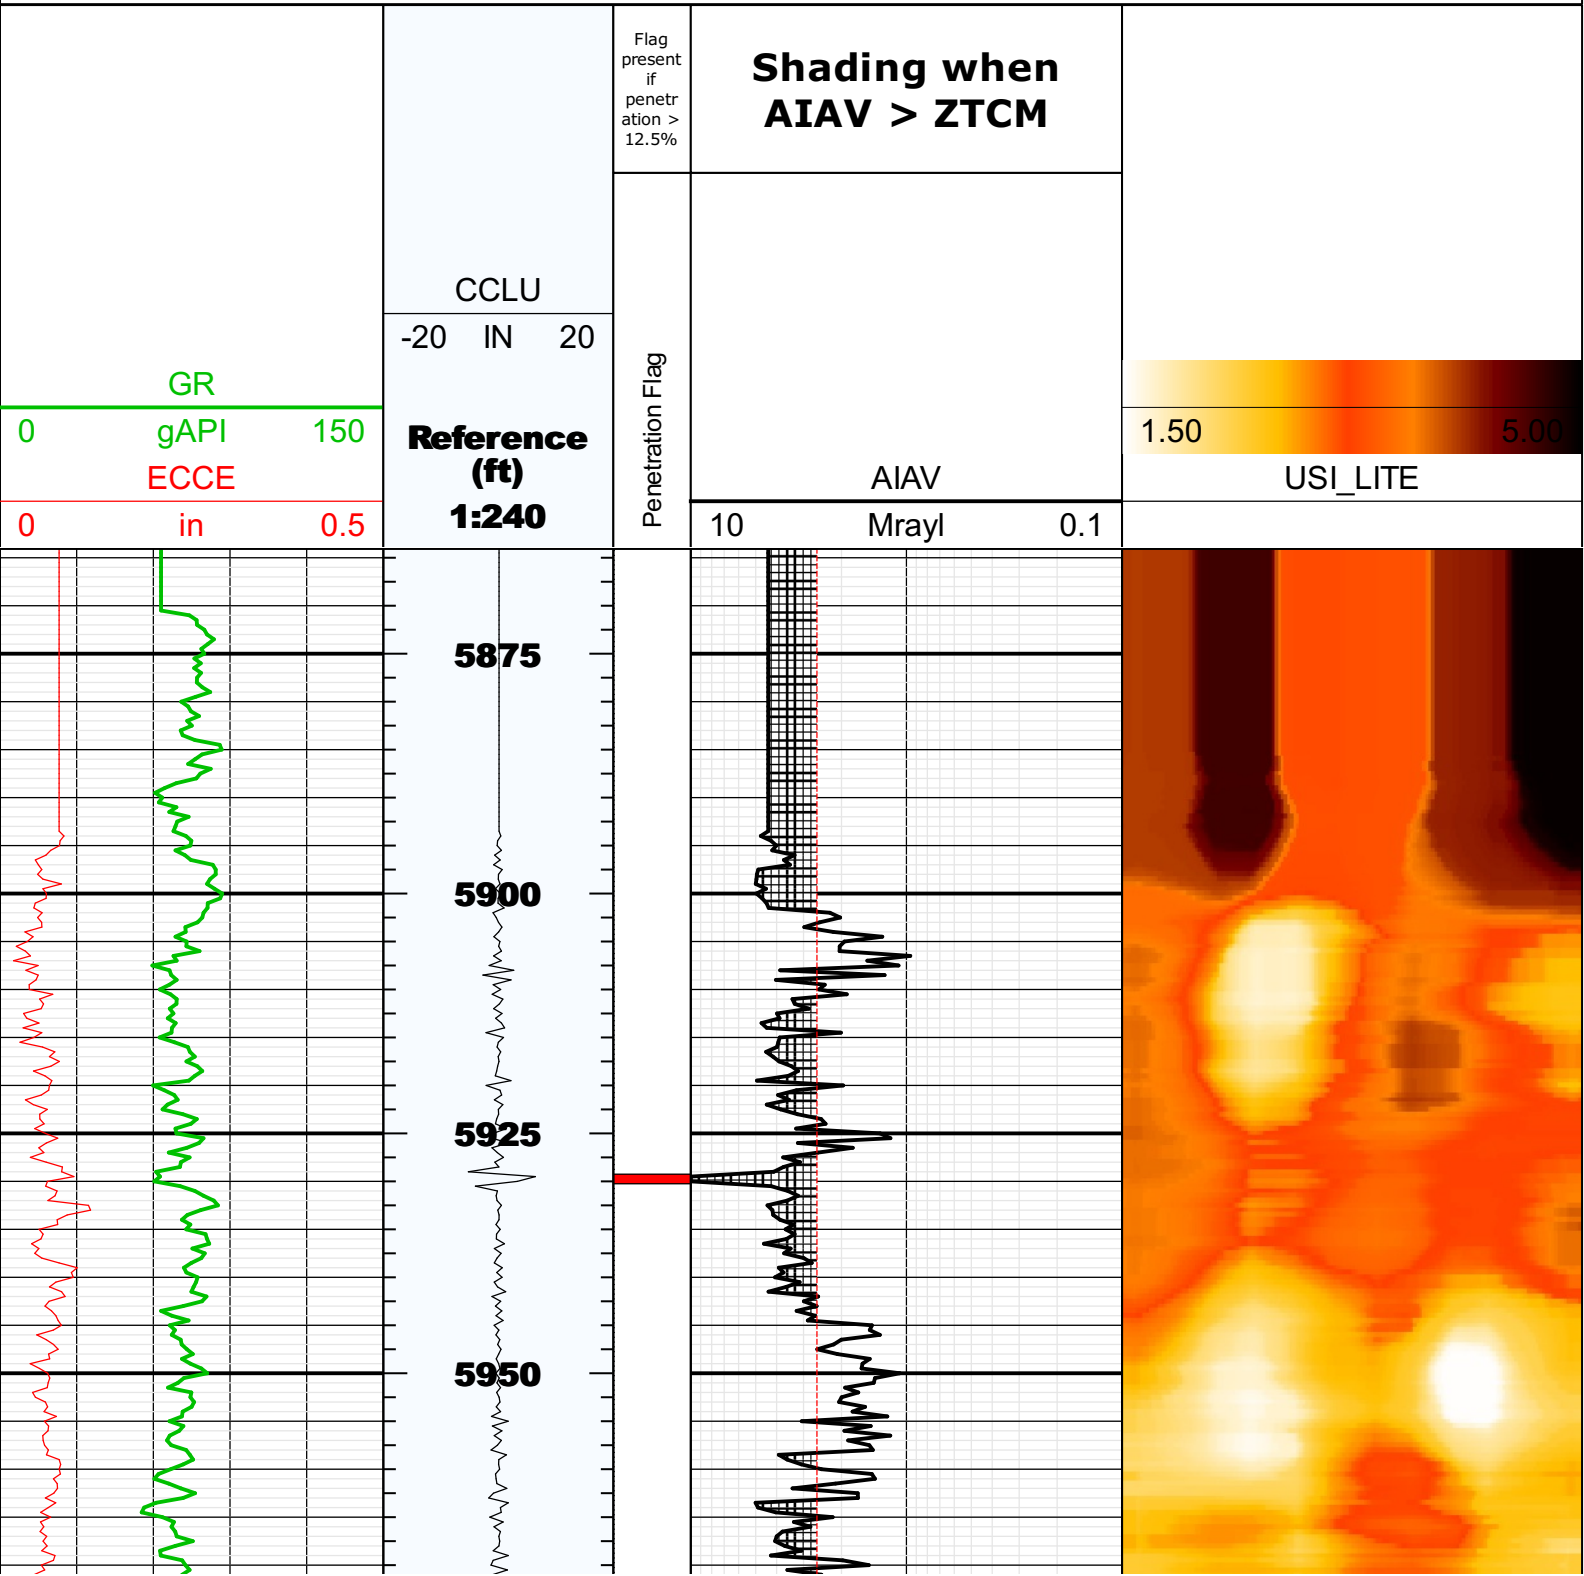 Flag
present
if
penetr
ation >
12.5%
Shading when
AIAV > ZTCM
CCLU
-20 IN 20
GR
0 gAPI 150
ECCE
0 in 0.5
Reference
(ft)
1:240
Penetration Flag
AIAV
10 Mrayl 0.1
1.50 5.00
USI_LITE
5875
5900
5925
5950